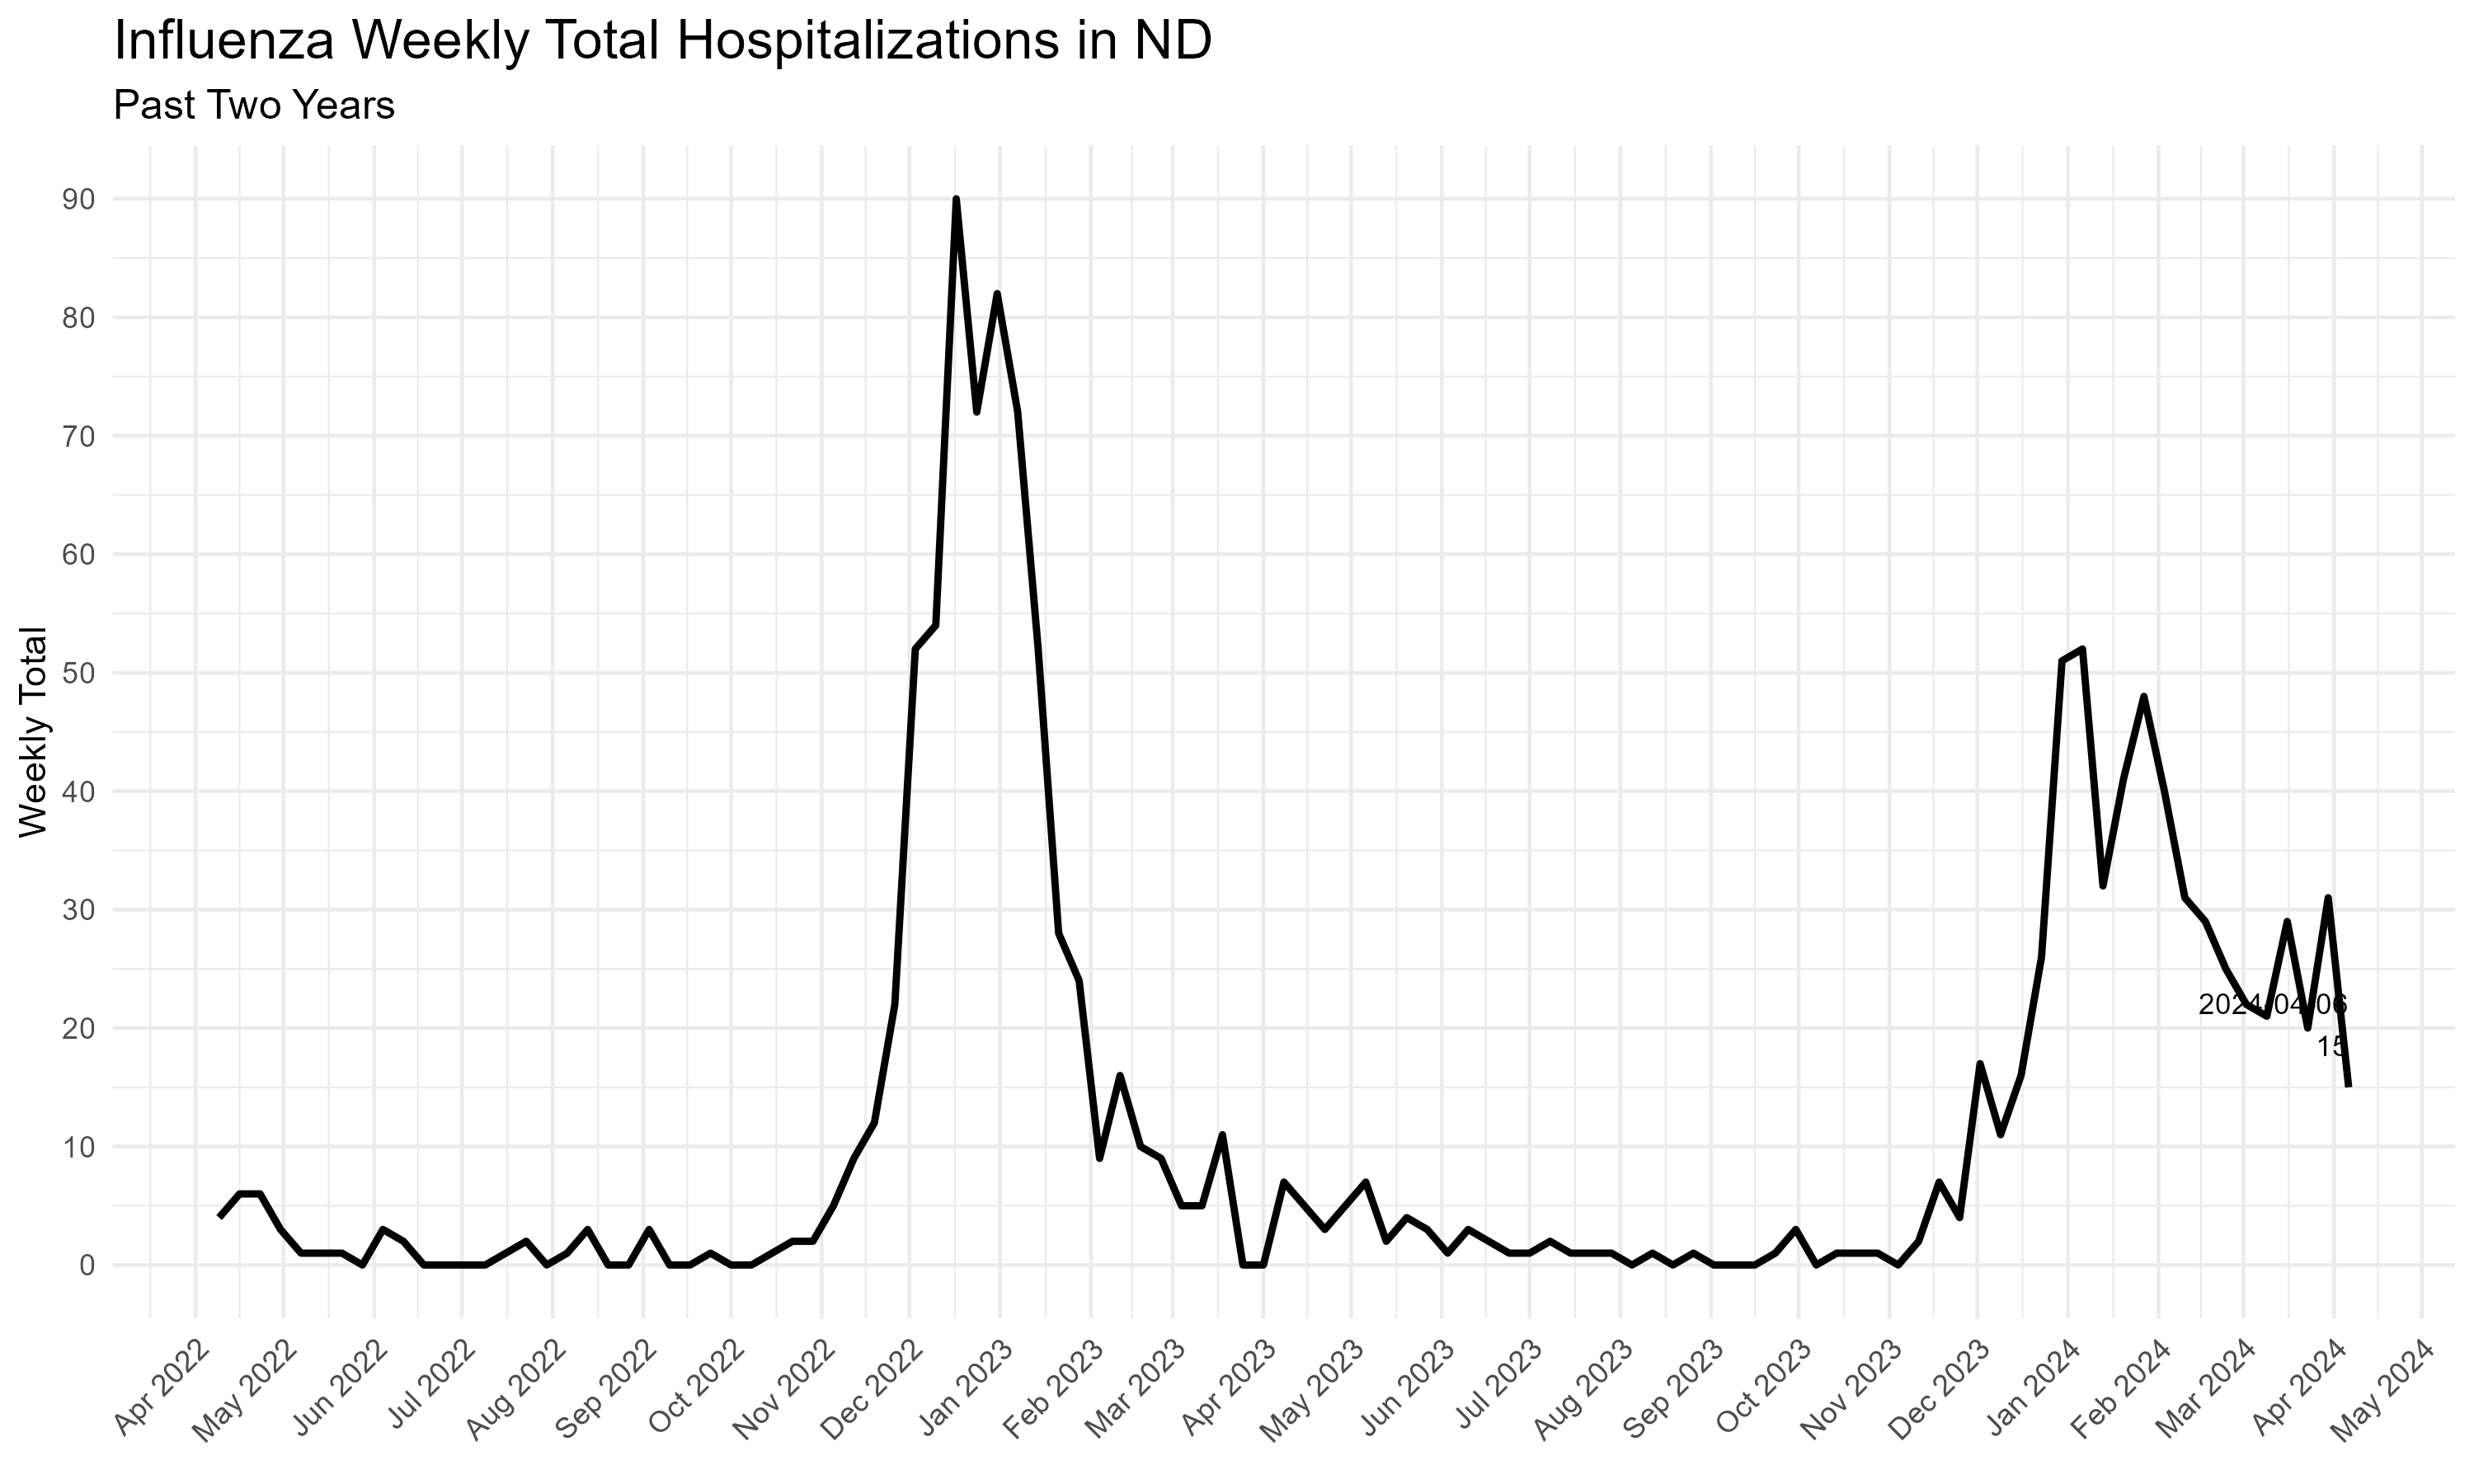 Influenza Weekly Total Hospitalizations in ND
Past Two Years
90
80
70
60
50
40
30
20
10
0
Weekly Total
2024-04-06
15
Apr 2022
May 2022
Jun 2022
Jul 2022
Aug 2022
Sep 2022
Oct 2022
Nov 2022
Dec 2022
Jan 2023
Feb 2023
Mar 2023
Apr 2023
May 2023
Jun 2023
Jul 2023
Aug 2023
Sep 2023
Oct 2023
Nov 2023
Dec 2023
Jan 2024
Feb 2024
Mar 2024
Apr 2024
May 2024